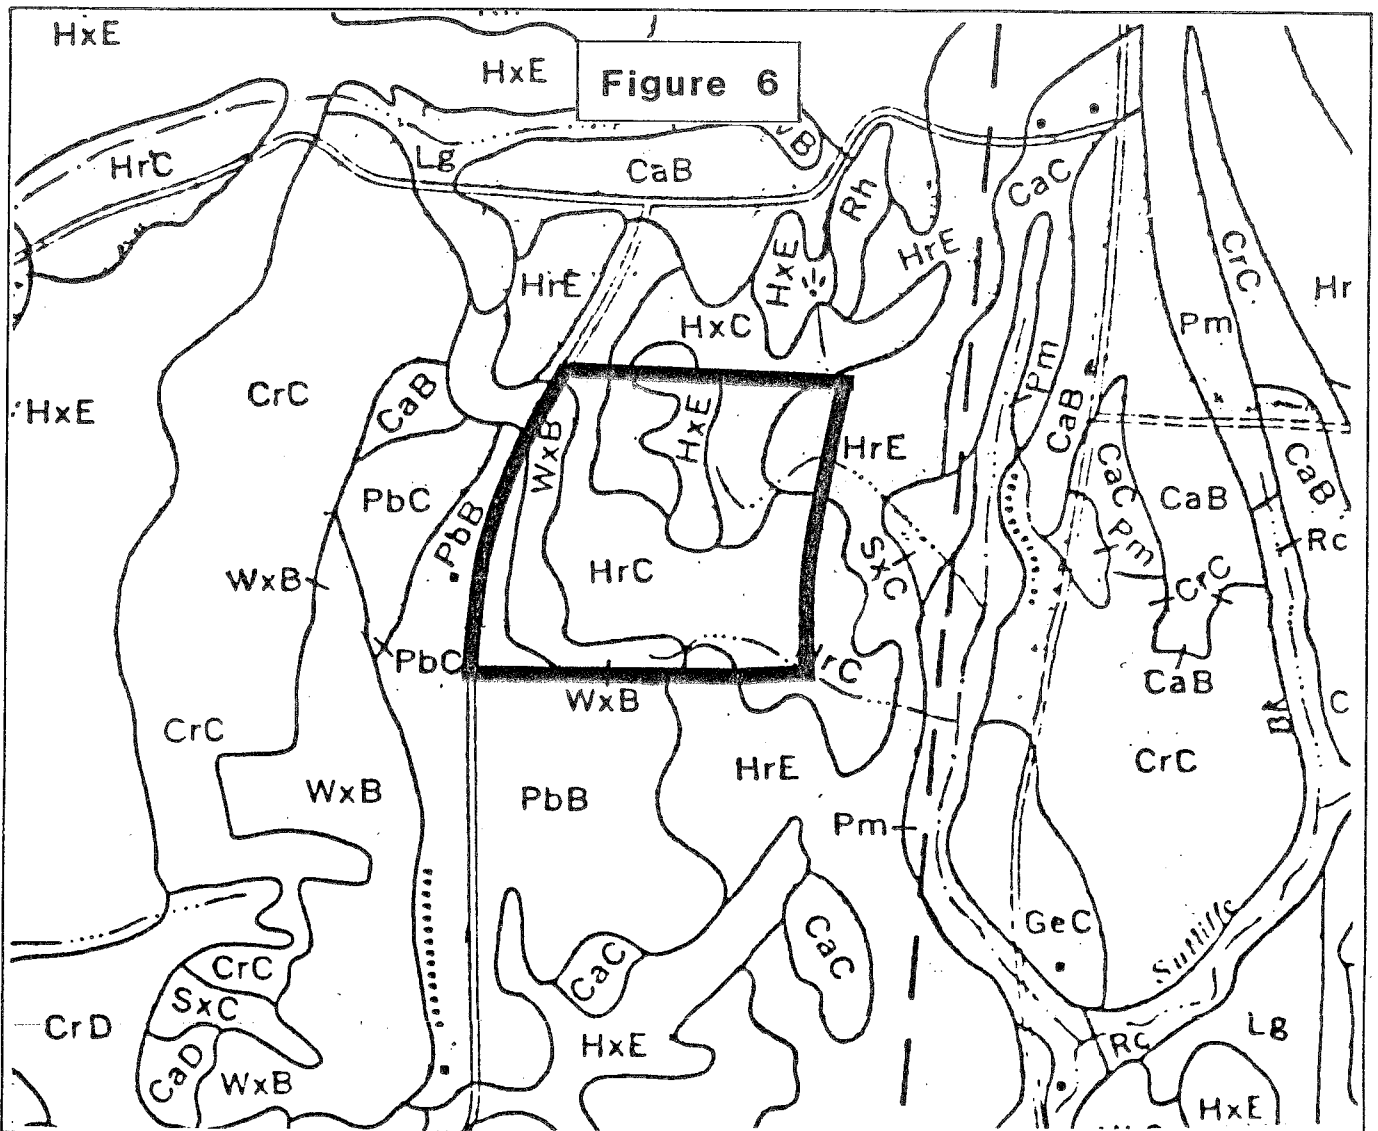 HxE
HxE
Figure 6
HrC
Lg
CaB
Rh
CaC
HrE
HxE
HrE
CrC
Hr
HxC
Pm
Pm
CrC
CaB
HxE
HxE
CaB
WxB
HrE
CaC
CaB
CaB
PbC
PbB
SxC
Pm
Rc
HrC
CrC
WxB
PbC
rC
CaB
WxB
C
CrC
HrE
CrC
WxB
PbB
Pm
GeC
CaC
CaC
CrC
SxC
CrD
HxE
Rc
Lg
CaD
WxB
HxE